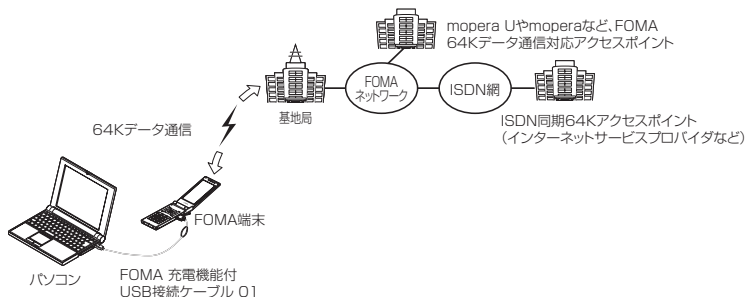 mopera Uやmoperaなど、FOMA
64Kデータ通信対応アクセスポイント
FOMA
ネットワーク
ISDN網
基地局
ISDN同期64Kアクセスポイント
(インターネットサービスプロバイダなど)
64Kデータ通信
FOMA端末
パソコン
FOMA 充電機能付
USB接続ケーブル 01